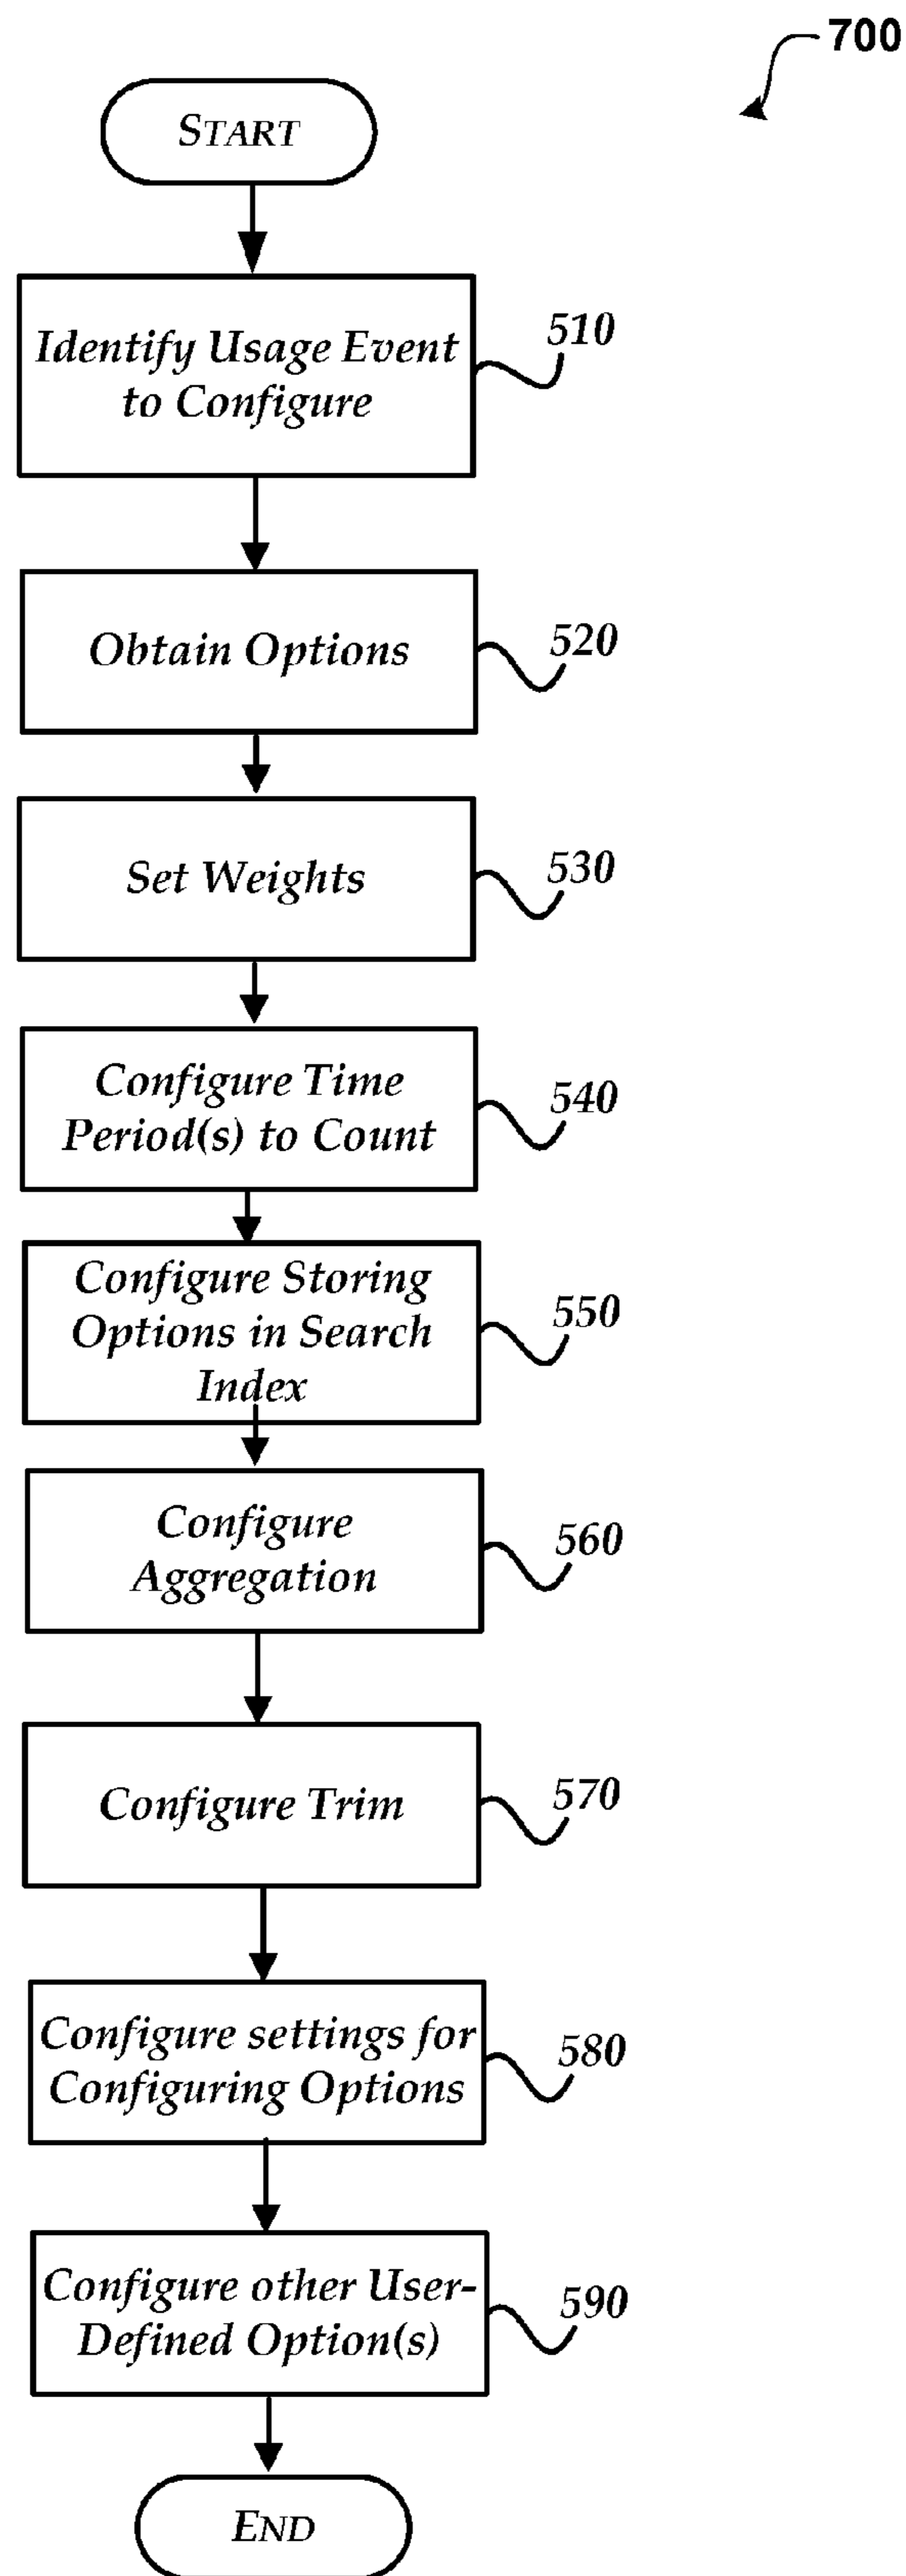 700
START
Identify Usage Event
to Configure
510
Obtain Options
520
Set Weights
530
Configure Time
Period(s) to Count
540
Configure Storing
Options in Search
Index
550
Configure
Aggregation
560
Configure Trim
570
Configure settings for
Configuring Options
580
Configure other User-
Defined Option(s)
590
END